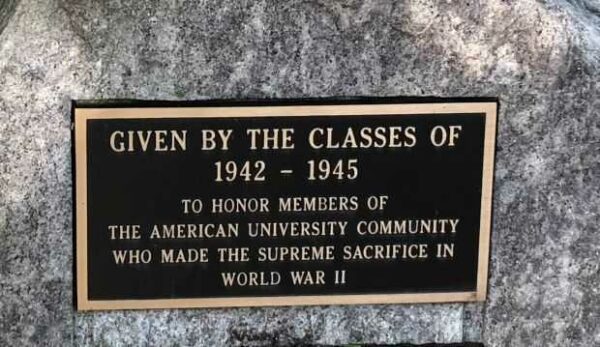 GIVEN BY THE CLASSES OF
1942 – 1945
TO HONOR MEMBERS OF
THE AMERICAN UNIVERSITY COMMUNITY
WHO MADE THE SUPREME SACRIFICE IN
WORLD WAR II